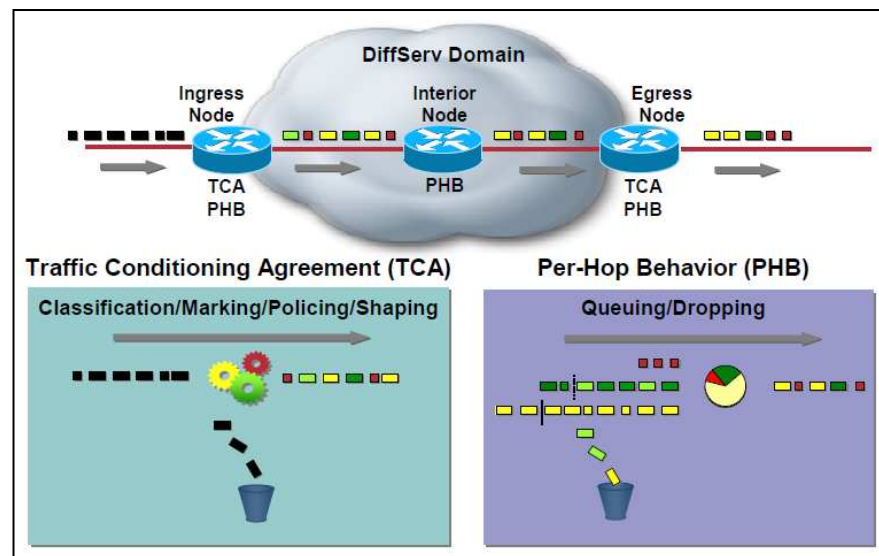 DiffServ Domain
Ingress
Node
Interior
Node
Egress
Node
TCA
PHB
PHB
TCA
PHB
Traffic Conditioning Agreement (TCA)
Classification/Marking/Policing/Shaping
Per-Hop Behavior (PHB)
Queuing/Dropping